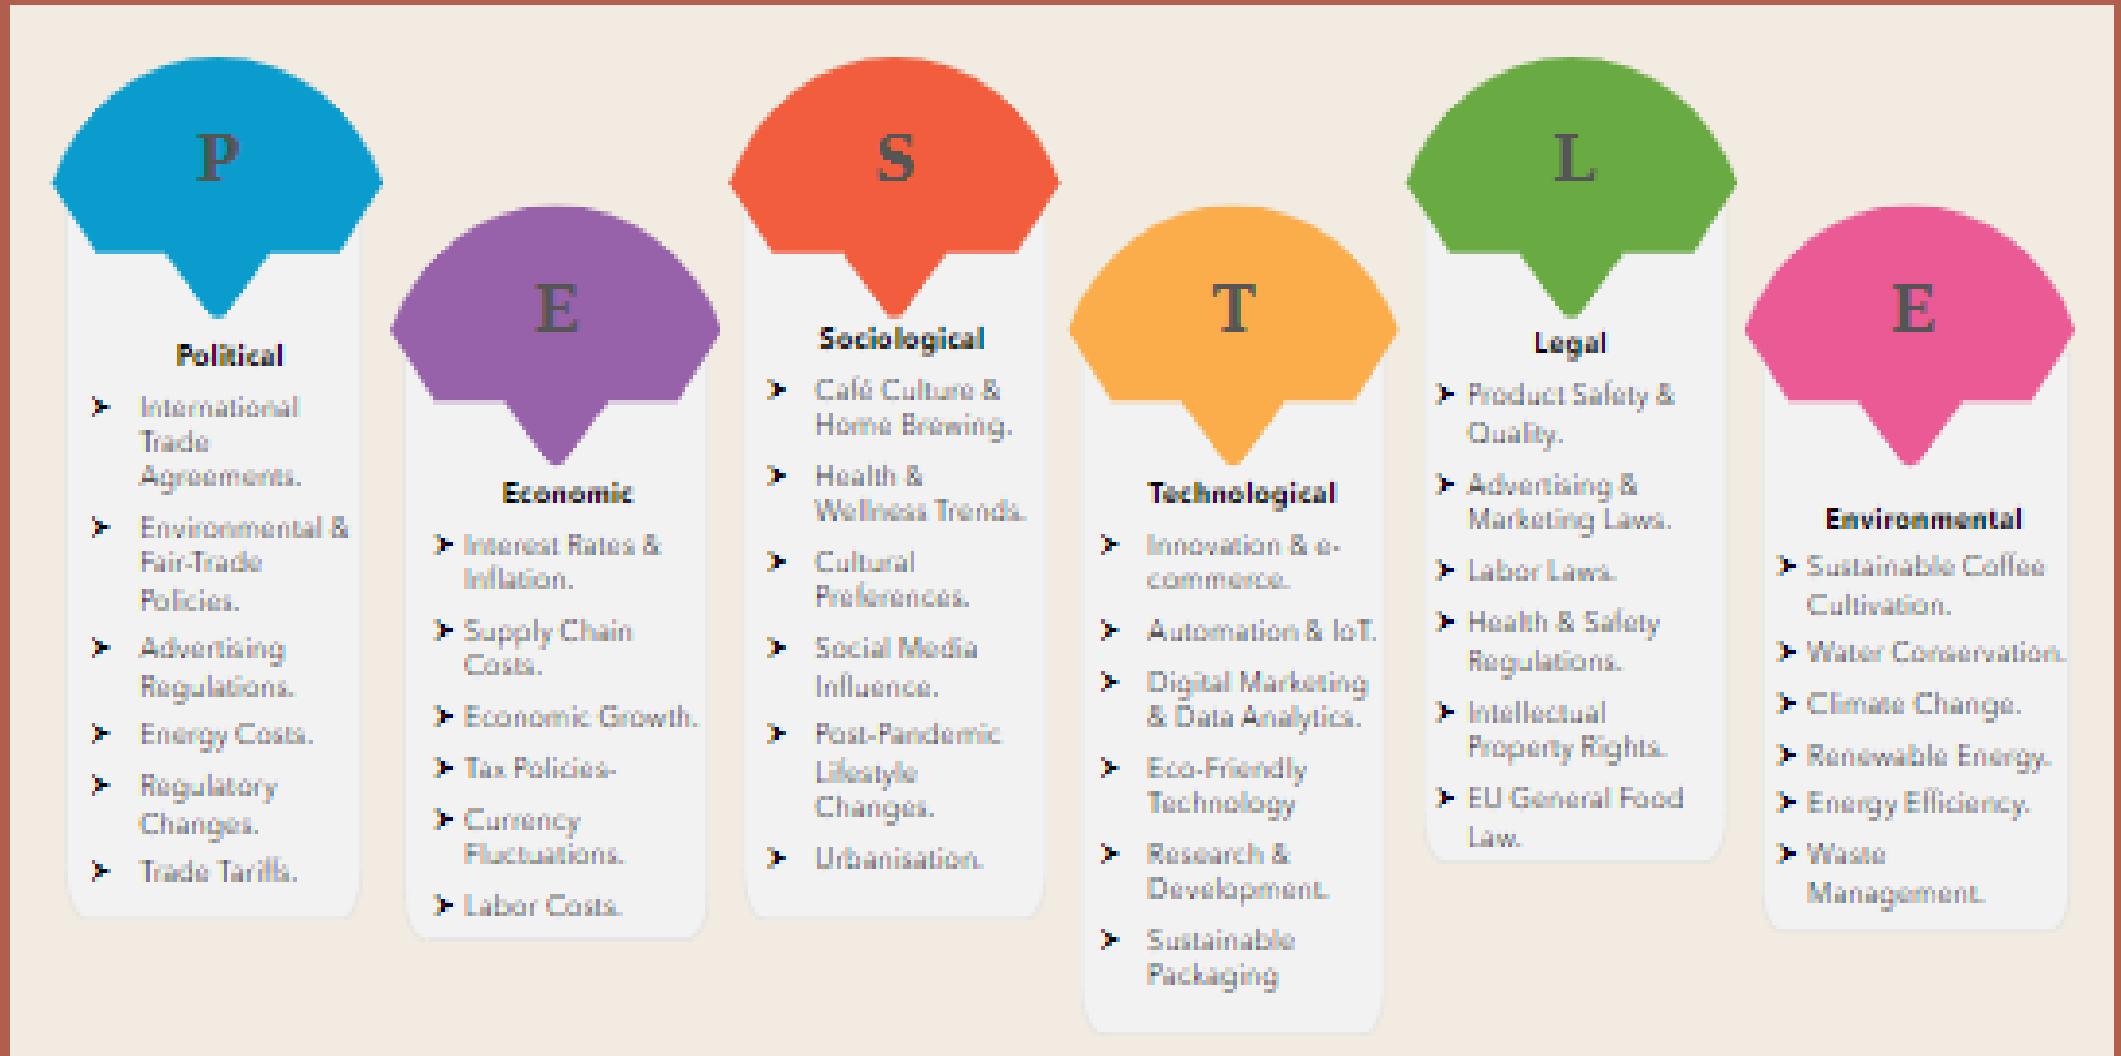 P
Political
➤ International
Trade
Agreements.
➤ Environmental &
Fair-Trade
Policies.
➤ Advertising
Regulations.
➤ Energy Costs.
➤ Regulatory
Changes.
➤ Trade Tariffs.
E
Economic
➤ Interest Rates &
Inflation.
➤ Supply Chain
Costs.
➤ Economic Growth.
➤ Tax Policies-
➤ Currency
Fluctuations.
➤ Labor Costs.
S
Sociological
➤ Café Culture &
Home Brewing.
➤ Health &
Wellness Trends.
➤ Cultural
Preferences.
➤ Social Media
Influence.
➤ Post-Pandemic
Lifestyle
Changes.
➤ Urbanisation.
T
Technological
➤ Innovation & e-
commerce.
➤ Automation & IoT.
➤ Digital Marketing
& Data Analytics.
➤ Eco-Friendly
Technology
➤ Research &
Development.
➤ Sustainable
Packaging
L
Legal
➤ Product Safety &
Quality.
➤ Advertising &
Marketing Laws.
➤ Labor Laws.
➤ Health & Safety
Regulations.
➤ Intellectual
Property Rights.
➤ EU General Food
Law.
E
Environmental
➤ Sustainable Coffee
Cultivation.
➤ Water Conservation.
➤ Climate Change.
➤ Renewable Energy.
➤ Energy Efficiency.
➤ Waste
Management.